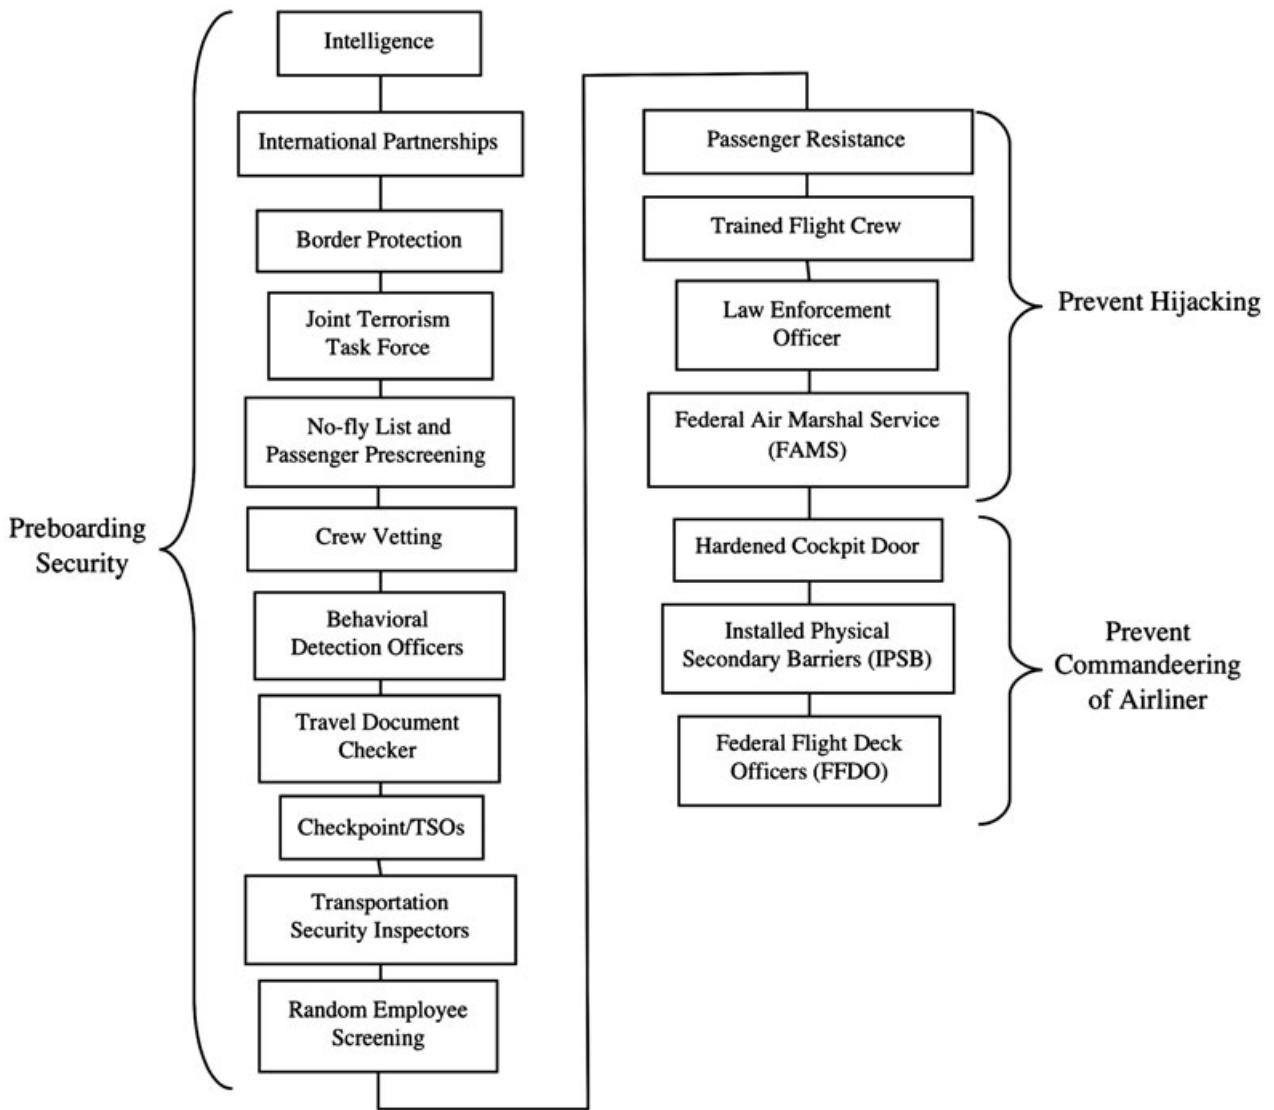 Intelligence
International Partnerships
Border Protection
Joint Terrorism
Task Force
No-fly List and
Passenger Prescreening
Crew Vetting
Behavioral
Detection Officers
Travel Document
Checker
Checkpoint/TSOs
Transportation
Security Inspectors
Random Employee
Screening
Preboarding
Security
Passenger Resistance
Trained Flight Crew
Law Enforcement
Officer
Federal Air Marshal Service
(FAMS)
Prevent Hijacking
Hardened Cockpit Door
Installed Physical
Secondary Barriers (IPSB)
Federal Flight Deck
Officers (FFDO)
Prevent
Commandeering
of Airliner